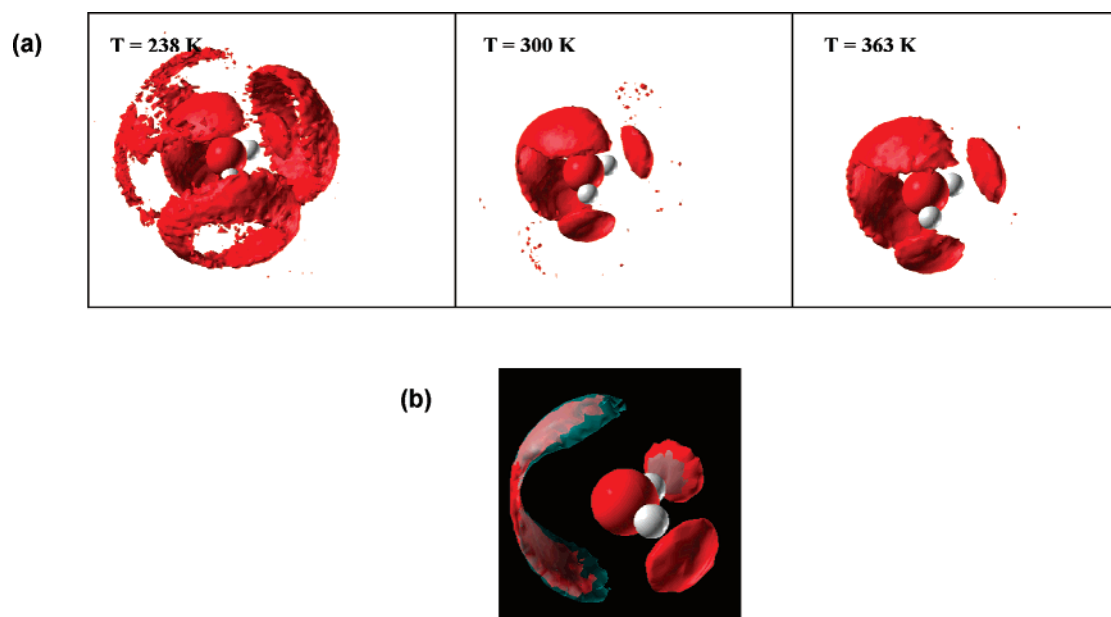 (a)
T = 238 K
T = 300 K
T = 363 K
(b)